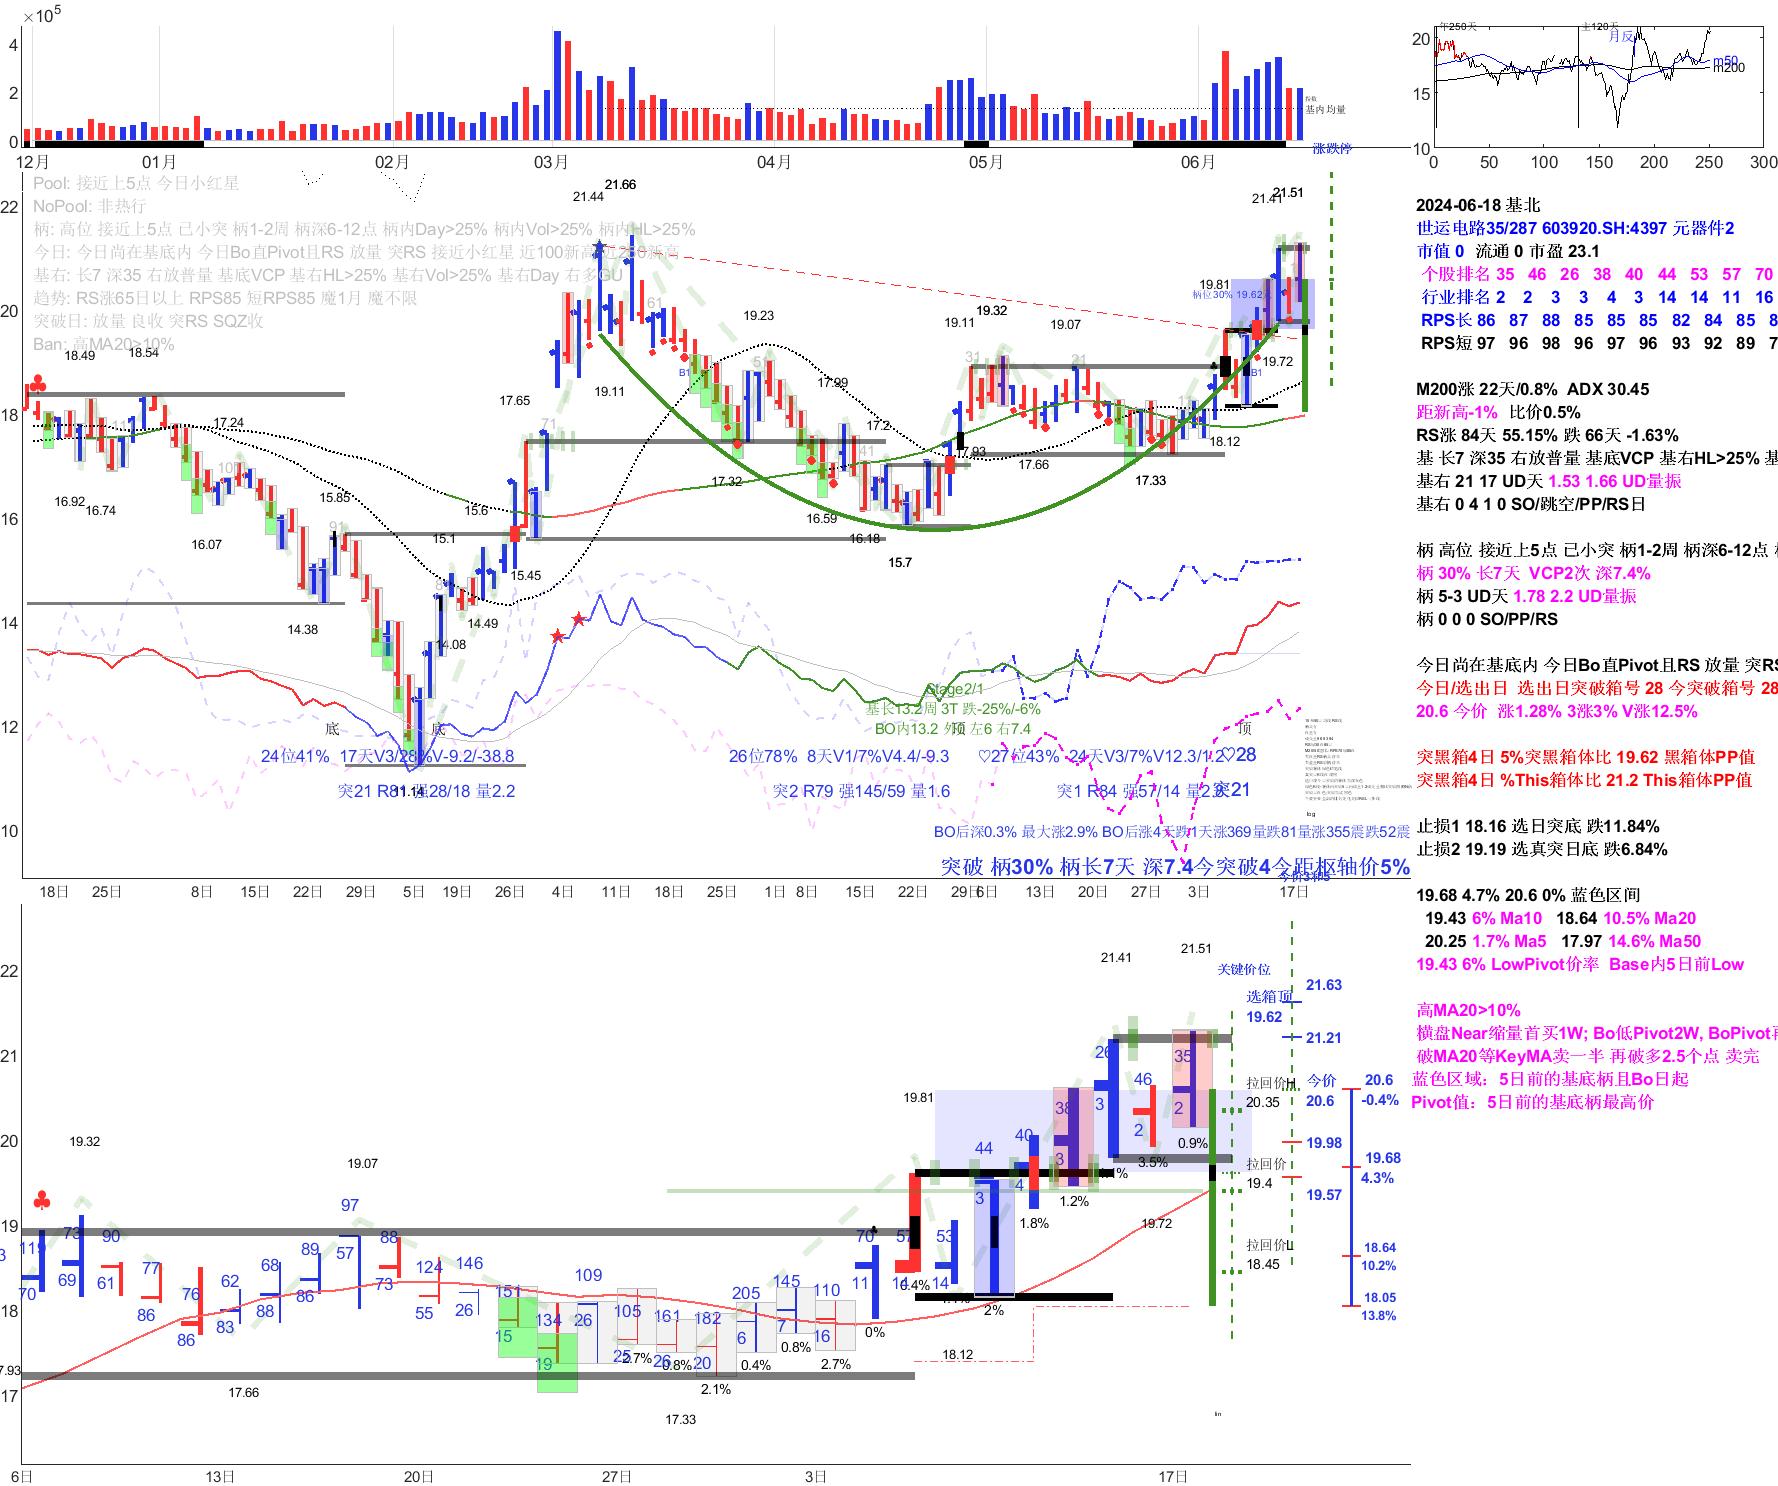 ×10⁵
4
2
0
基内均量
涨跌停
12月 01月 02月 03月 04月 05月 06月
年250天 主120天
月反
m50
m200
20
15
10
0 50 100 150 200 250 300
Pool: 接近上5点 今日小红星
NoPool: 非热行
柄: 高位 接近上5点 己小突 柄1-2周 柄深6-12点 柄内Day>25% 柄内Vol>25% 柄内HL>25%
今日: 今日尚在基底内 今日Bo直Pivot且RS 放量 突RS 接近小红星 近100新高近250新高
基右: 长7 深35 右放普量 基底VCP 基右HL>25% 基右Vol>25% 基右Day 右多GU
趋势: RS涨65日以上 RPS85 短RPS85 魔1月 魔不限
突破日: 放量 良收 突RS SQZ收
Ban: 高MA20>10%
22
20
18
16
14
12
10
18.49 18.54
17.24
16.92
16.74
16.07
15.85
14.38
15.1
15.6
14.08
14.49
15.45
17.65
21.44
21.66
19.11
19.23
17.32
17.99
16.59
17.2
16.18
15.7
17.93
19.11
19.32
17.66
19.07
17.33
18.12
19.81
柄位30% 19.62
21.41
21.51
19.72
B1
B1
61
71
31
21
Stage2/1
基长13.2周 3T 跌-25%/-6%
BO内13.2 外顶 左6 右7.4
底 底 顶
24位41% 17天V3/28%V-9.2/-38.8
26位78% 8天V1/7%V4.4/-9.3
♡27位43% 24天V3/7%V12.3/1.2
♡28
突21 R81 强28/18 量2.2
11.14
突2 R79 强145/59 量1.6
突1 R84 强57/14 量2.8
突21
BO后深0.3% 最大涨2.9% BO后涨4天跌1天涨369量跌81量涨355震跌52震
突破 柄30% 柄长7天 深7.4今突破4今距枢轴价5%
log
18日 25日 8日 15日 22日 29日 5日 19日 26日 4日 11日 18日 25日 1日 8日 15日 22日 29日 6日 13日 20日 27日 3日 17日
2024-06-18 基北
世运电路35/287 603920.SH:4397 元器件2
市值 0 流通 0 市盈 23.1
个股排名 35 46 26 38 40 44 53 57 70
行业排名 2 2 3 3 4 3 14 14 11 16
RPS长 86 87 88 85 85 85 82 84 85 8
RPS短 97 96 98 96 97 96 93 92 89 7
M200涨 22天/0.8% ADX 30.45
距新高-1% 比价0.5%
RS涨 84天 55.15% 跌 66天 -1.63%
基 长7 深35 右放普量 基底VCP 基右HL>25% 基
基右 21 17 UD天 1.53 1.66 UD量振
基右 0 4 1 0 SO/跳空/PP/RS日
柄 高位 接近上5点 己小突 柄1-2周 柄深6-12点
柄 30% 长7天 VCP2次 深7.4%
柄 5-3 UD天 1.78 2.2 UD量振
柄 0 0 0 SO/PP/RS
今日尚在基底内 今日Bo直Pivot且RS 放量 突RS
今日/选出日 选出日突破箱号 28 今突破箱号 28
20.6 今价 涨1.28% 3涨3% V涨12.5%
突黑箱4日 5%突黑箱体比 19.62 黑箱体PP值
突黑箱4日 %This箱体比 21.2 This箱体PP值
止损1 18.16 选日突底 跌11.84%
止损2 19.19 选真突日底 跌6.84%
19.68 4.7% 20.6 0% 蓝色区间
19.43 6% Ma10 18.64 10.5% Ma20
20.25 1.7% Ma5 17.97 14.6% Ma50
19.43 6% LowPivot价率 Base内5日前Low
高MA20>10%
横盘Near缩量首买1W; Bo低Pivot2W, BoPivot再
破MA20等KeyMA卖一半 再破多2.5个点 卖完
蓝色区域: 5日前的基底柄且Bo日起
Pivot值: 5日前的基底柄最高价
22
21
20
19
18
17
19.32
19.07
19.81
21.41
21.51
关键价位
选箱顶
19.62
21.63
21.21
拉回价H
20.35
今价
20.6
20.6
-0.4%
拉回价
19.4
19.98
19.68
4.3%
19.57
拉回价L
18.45
18.64
10.2%
18.05
13.8%
119 73 90 77 76 62 68 89 97 88 124 146 151 134 109 105 161 182 205 145 110 70 57 53 44 40 38 26 46 35
70 69 61 86 86 83 88 86 57 73 55 26 15 19 26 25 26 20 6 7 16 11 14 14 3 4 3 3 2 2
2.7% 0.8% 2.1% 0.4% 0.8% 2.7% 0% 0.4% 2% 1.8% 1.2% 3.5% 0.9%
19.72
18.12
17.93
17.66
17.33
lin
6日 13日 20日 27日 3日 17日